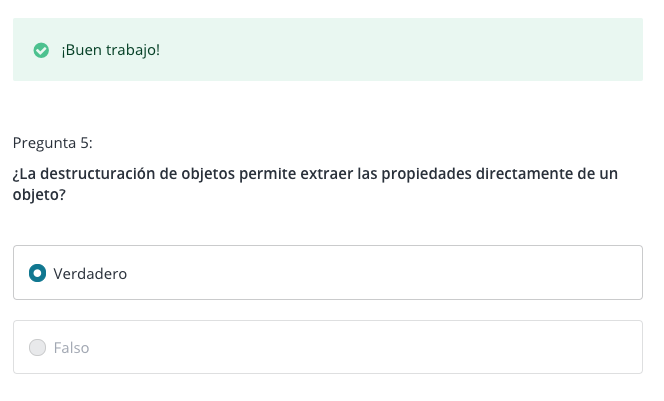 ¡Buen trabajo!
Pregunta 5:
¿La destructuración de objetos permite extraer las propiedades directamente de un
objeto?
Verdadero
Falso